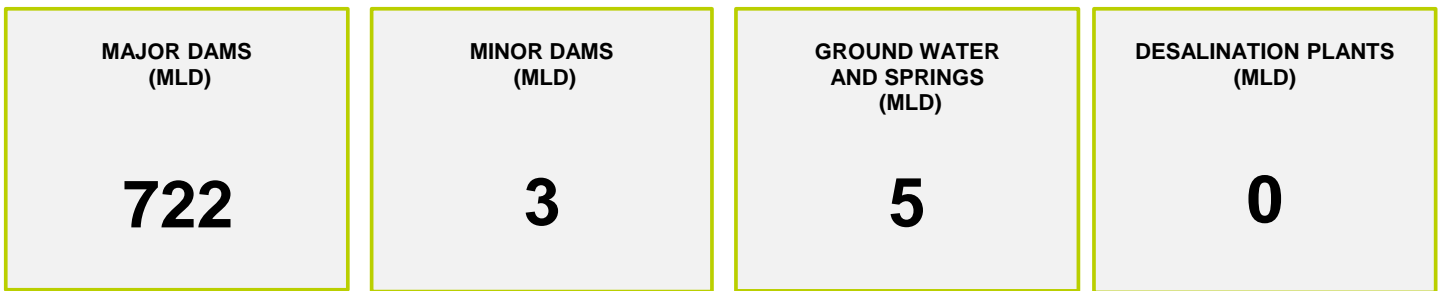 MAJOR DAMS
(MLD)
722
MINOR DAMS
(MLD)
3
GROUND WATER
AND SPRINGS
(MLD)
5
DESALINATION PLANTS
(MLD)
0